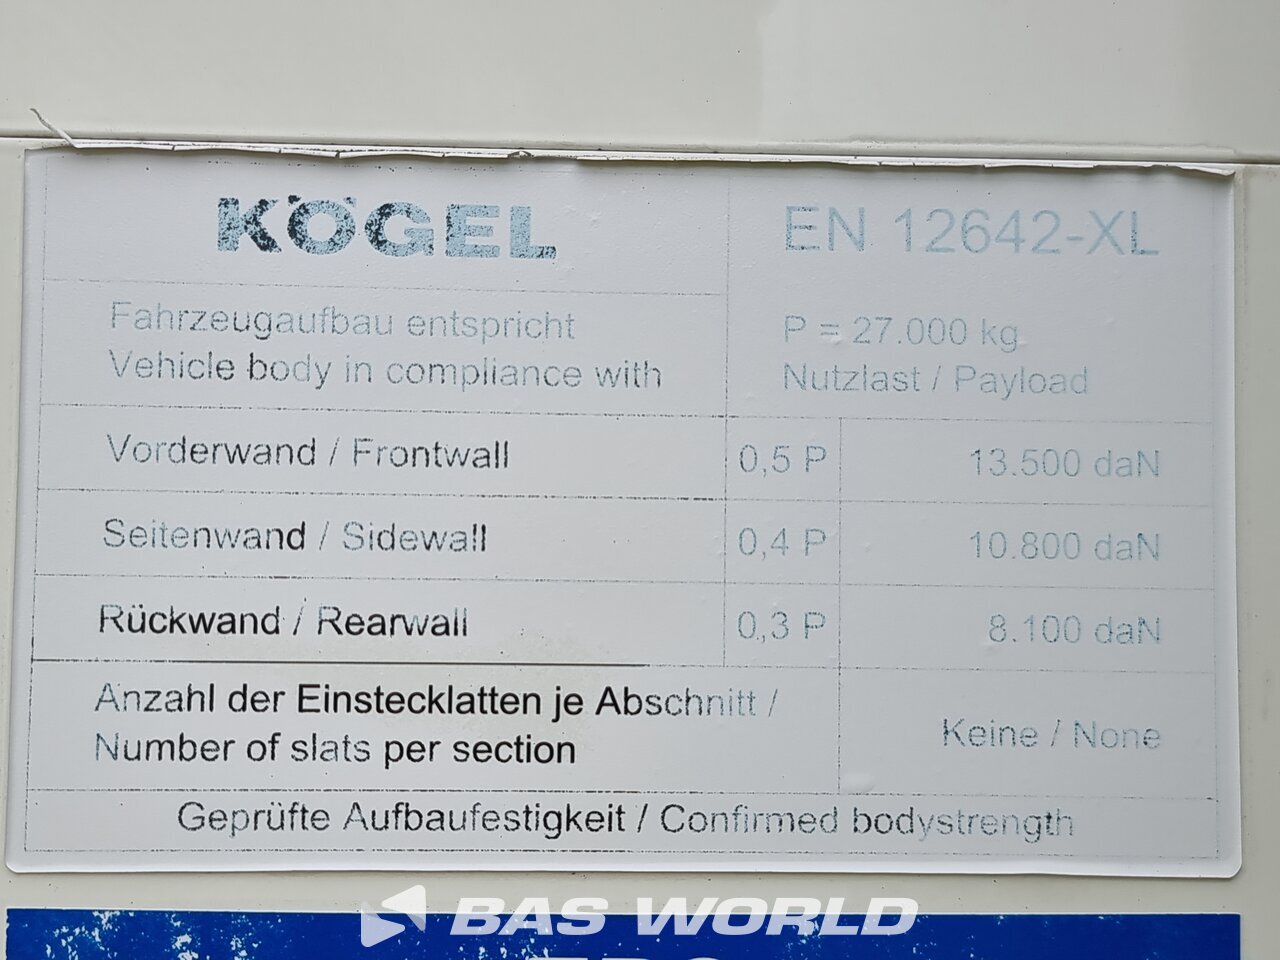 KÖGEL
EN 12642-XL
Fahrzeugaufbau entspricht
Vehicle body in compliance with
P = 27.000 kg
Nutzlast / Payload
Vorderwand / Frontwall 0,5 P 13.500 daN
Seitenwand / Sidewall 0,4 P 10.800 daN
Rückwand / Rearwall 0,3 P 8.100 daN
Anzahl der Einstecklatten je Abschnitt /
Number of slats per section
Keine / None
Geprüfte Aufbaufestigkeit / Confirmed bodystrength
BAS WORLD